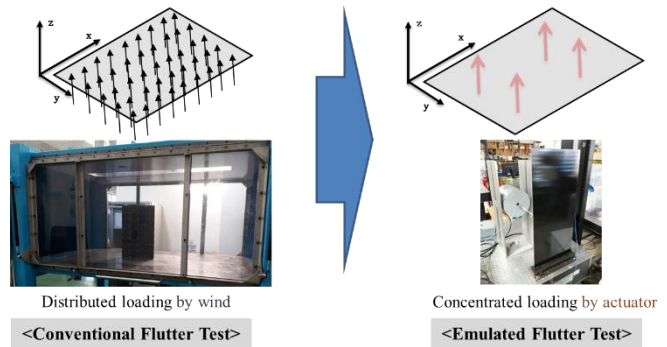 z
x
y
z
x
y
Distributed loading by wind
Concentrated loading by actuator
<Conventional Flutter Test>
<Emulated Flutter Test>